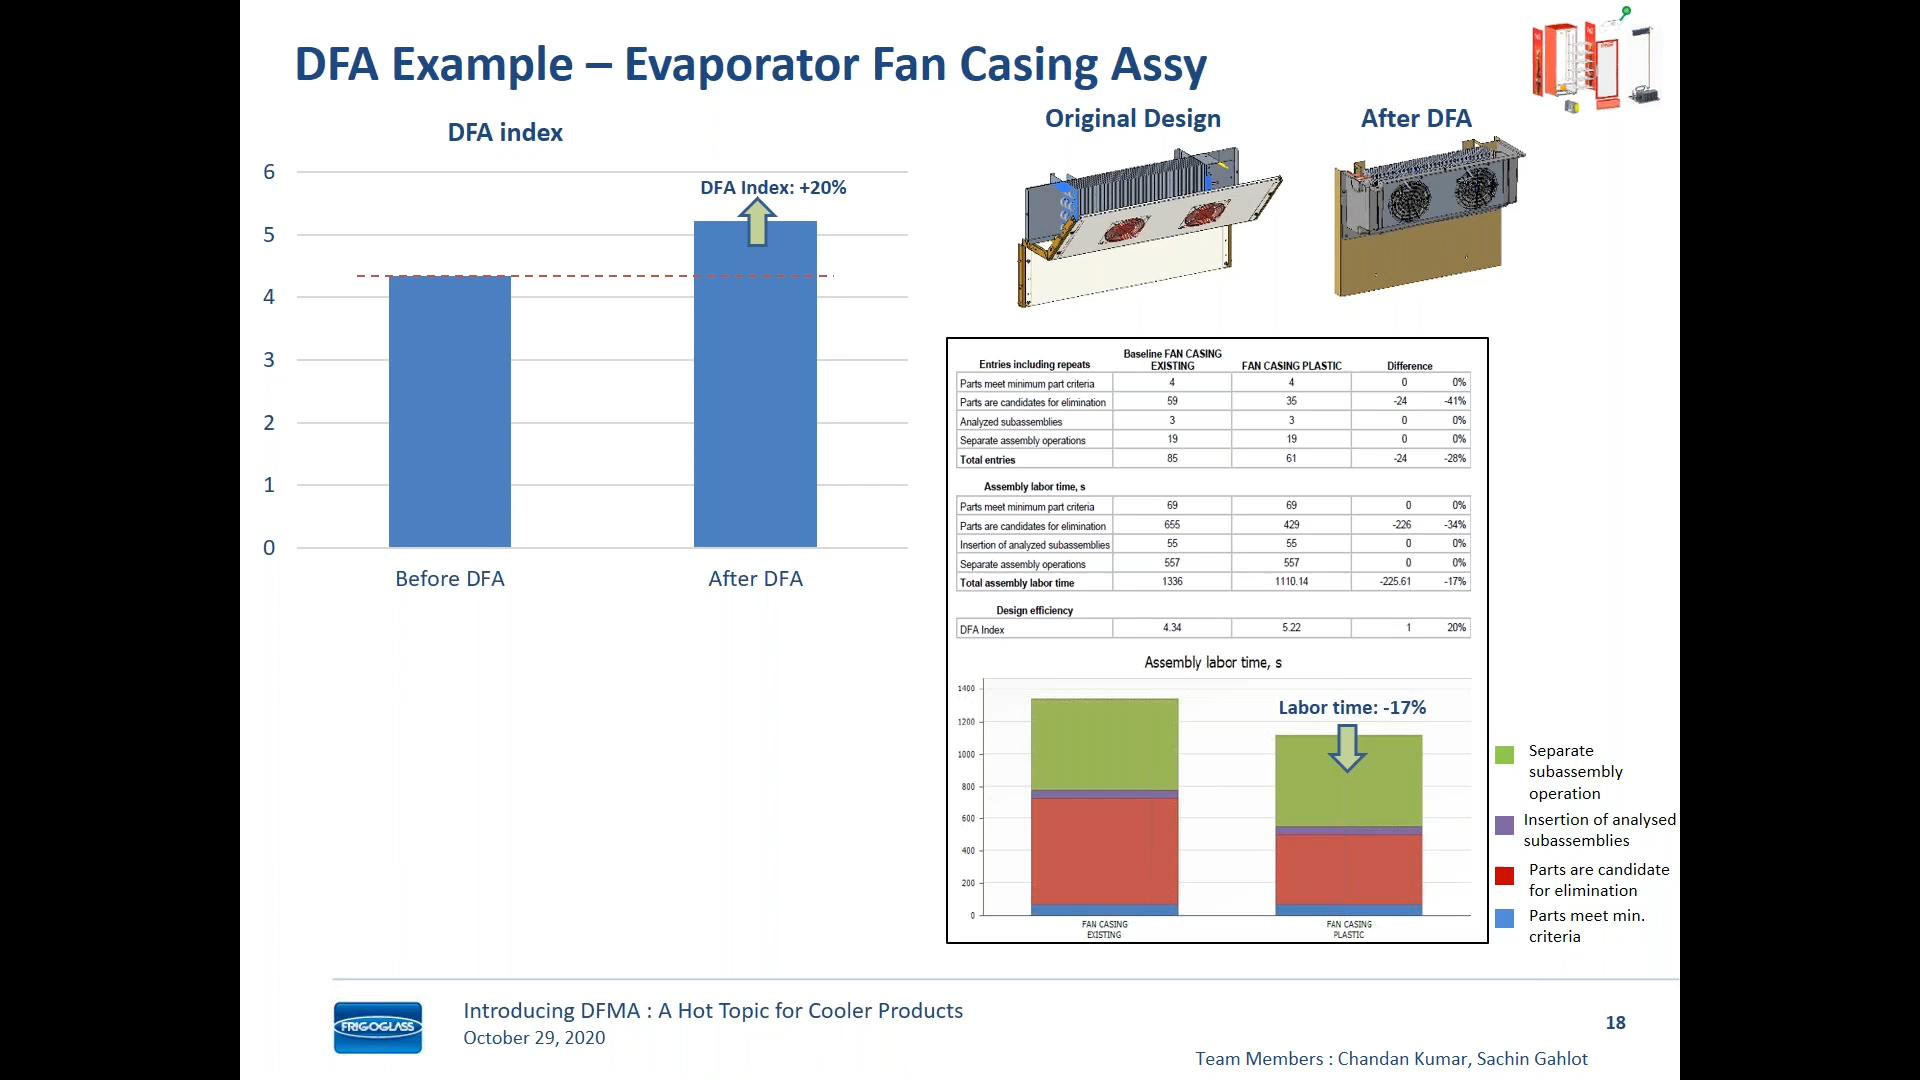 DFA Example – Evaporator Fan Casing Assy
DFA index
6
5
4
3
2
1
0
DFA Index: +20%
Before DFA
After DFA
Original Design
After DFA
Entries including repeats
Baseline FAN CASING
EXISTING
FAN CASING PLASTIC
Difference
Parts meet minimum part criteria 4 4 0 0%
Parts are candidates for elimination 59 35 -24 -41%
Analyzed subassemblies 3 3 0 0%
Separate assembly operations 19 19 0 0%
Total entries 85 61 -24 -28%
Assembly labor time, s
Parts meet minimum part criteria 69 69 0 0%
Parts are candidates for elimination 655 429 -226 -34%
Insertion of analyzed subassemblies 55 55 0 0%
Separate assembly operations 557 557 0 0%
Total assembly labor time 1336 1110.14 -225.61 -17%
Design efficiency
DFA Index 4.34 5.22 1 20%
Assembly labor time, s
1400
1200
1000
800
600
400
200
0
Labor time: -17%
FAN CASING
EXISTING
FAN CASING
PLASTIC
Separate
subassembly
operation
Insertion of analysed
subassemblies
Parts are candidate
for elimination
Parts meet min.
criteria
FRIGOGLASS
Introducing DFMA : A Hot Topic for Cooler Products
October 29, 2020
18
Team Members : Chandan Kumar, Sachin Gahlot